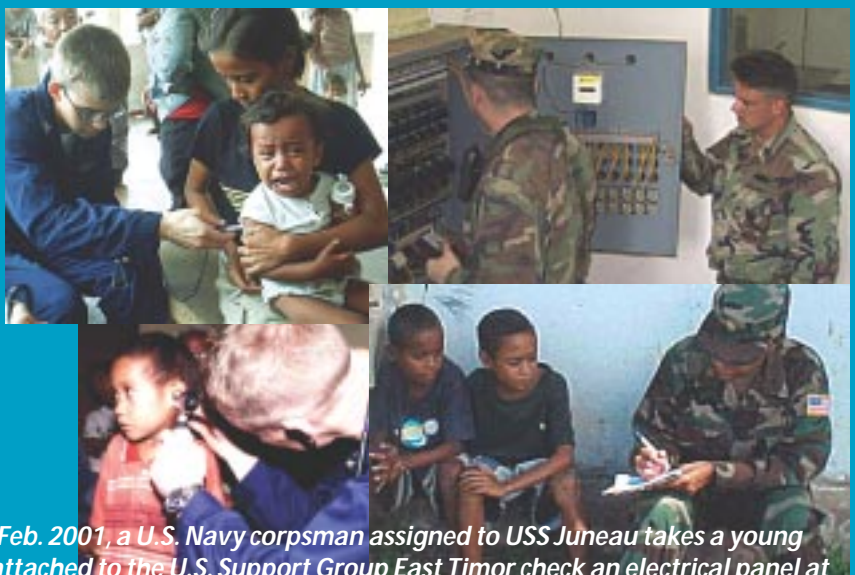 Feb. 2001, a U.S. Navy corpsman assigned to USS Juneau takes a young
attached to the U.S. Support Group East Timor check an electrical panel at